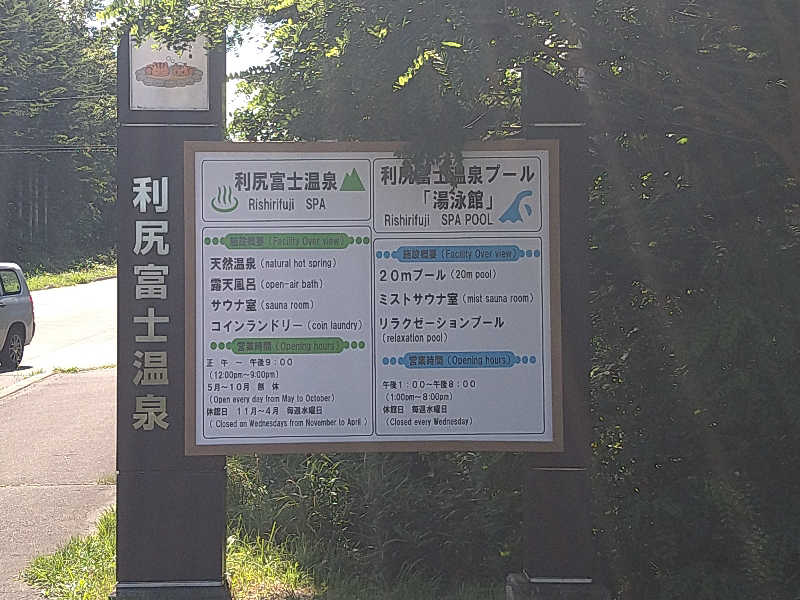 利尻富士温泉
利尻富士温泉
Rishirifuji SPA
施設概要 (Facility Over view)
天然温泉 (natural hot spring)
露天風呂 (open-air bath)
サウナ室 (sauna room)
コインランドリー (coin laundry)
営業時間 (Opening hours)
正 午 ー 午後9：00
(12:00pm～9:00pm)
5月～10月 無 休
(Open every day from May to October)
休館日 11月～4月 毎週水曜日
( Closed on Wednesdays from November to April )
利尻富士温泉プール
「湯泳館」
Rishirifuji SPA POOL
施設概要 (Facility Over view)
20mプール (20m pool)
ミストサウナ室 (mist sauna room)
リラクゼーションプール
(relaxation pool)
営業時間 (Opening hours)
午後1：00～午後8：00
(1:00pm～8:00pm)
休館日 毎週水曜日
(Closed every Wednesday)